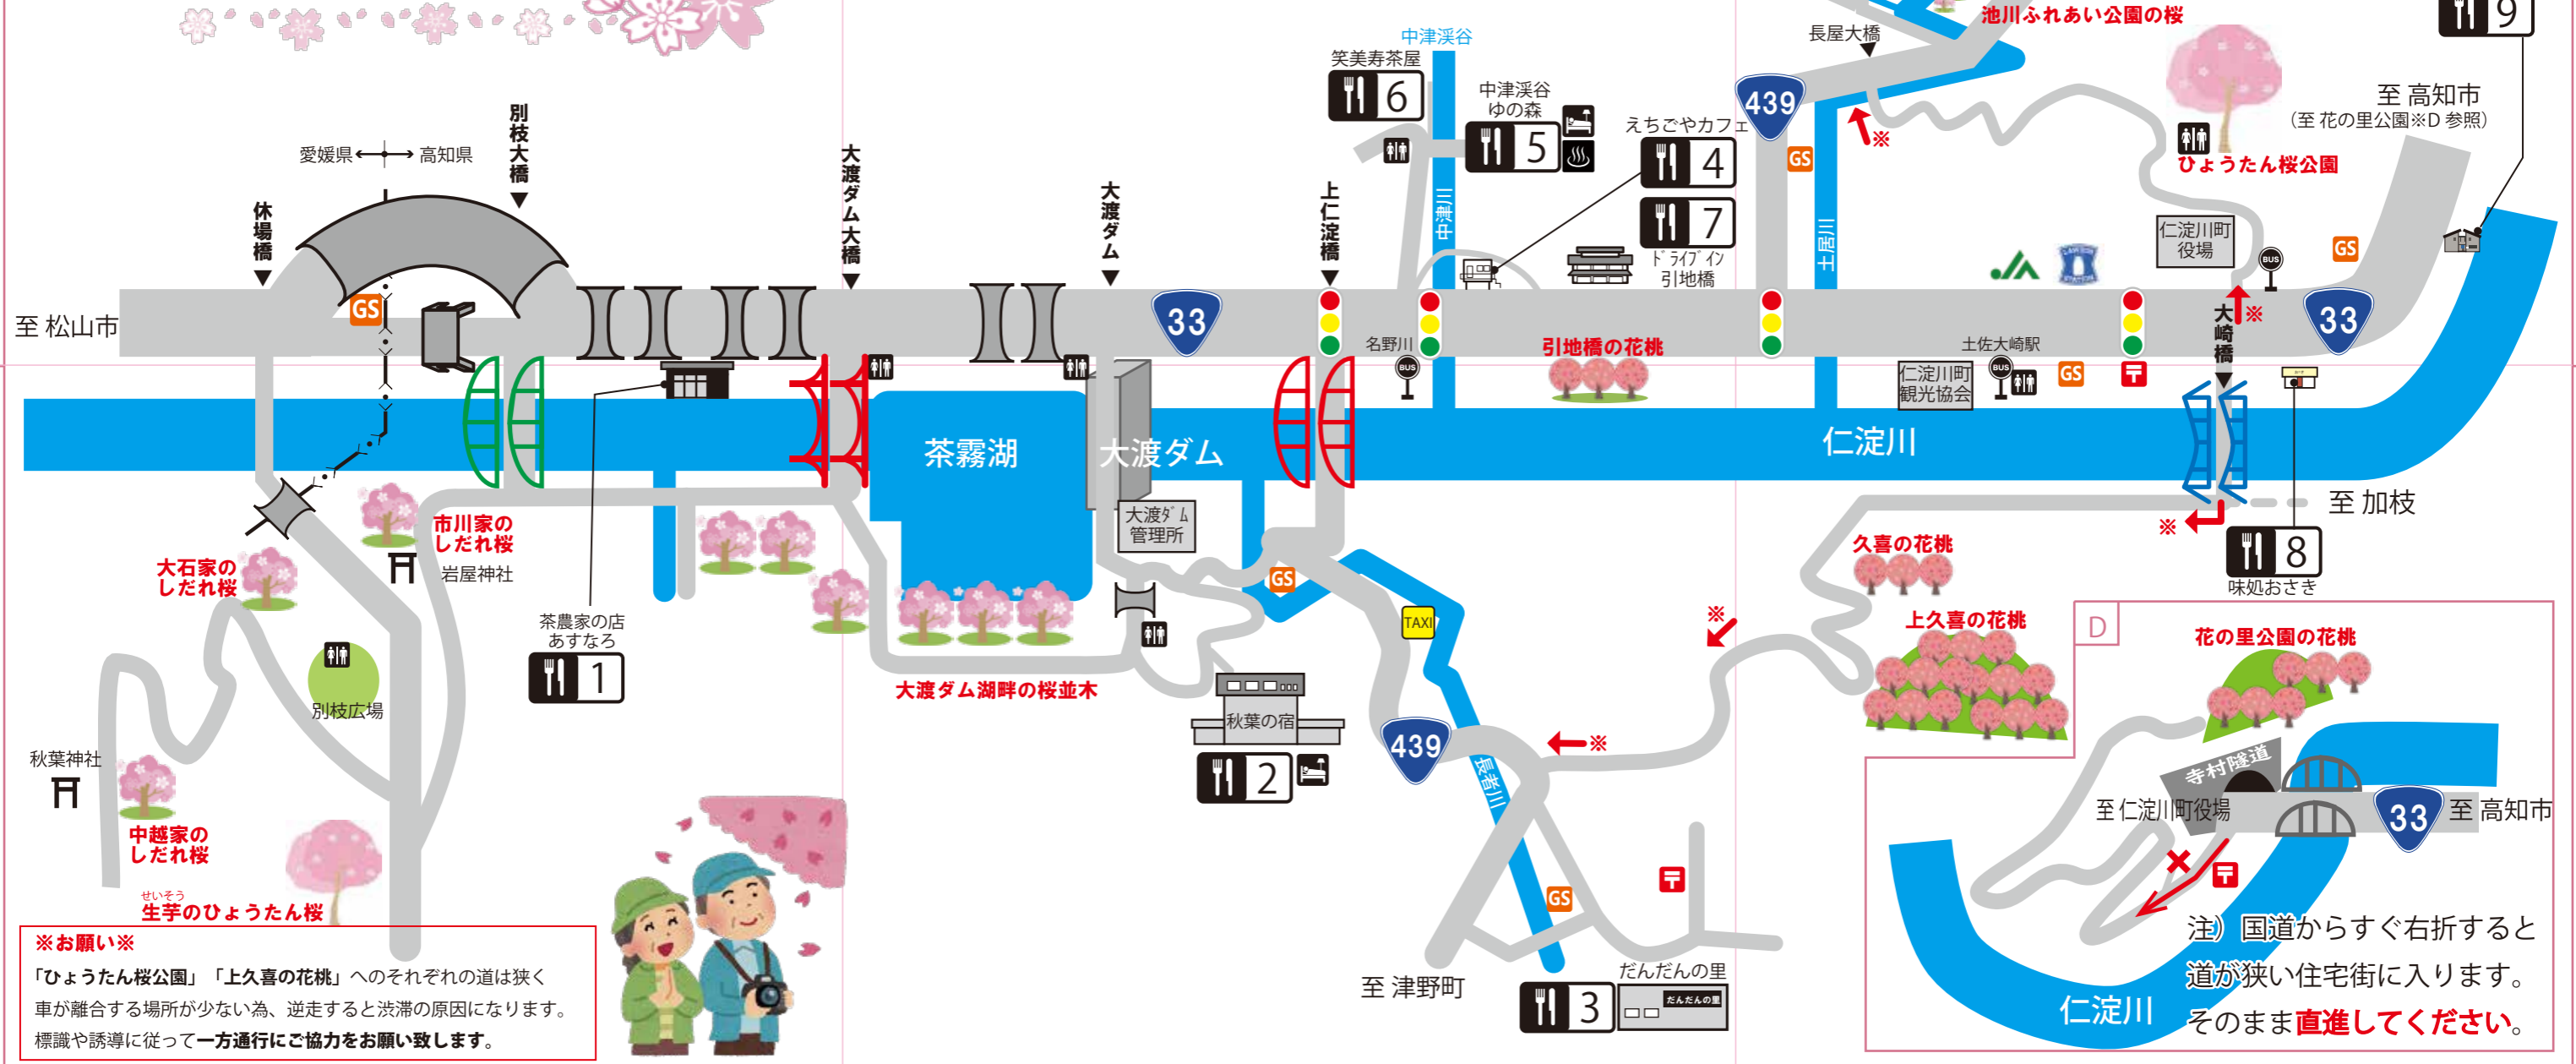 池川ふれあい公園の桜
9
中津渓谷
長屋大橋
笑美寿茶屋
6
中津渓谷
ゆの森
5
439
至 高知市
(至 花の里公園※D 参照)
えちごやカフェ
4
GS
※
ひょうたん桜公園
別枝大橋
愛媛県
高知県
大渡ダム大橋
休場橋
大渡ダム
上仁淀橋
中津川
7
ドライブイン
引地橋
土居川
仁淀川町
役場
BUS
GS
JA
GS
至 松山市
33
33
大崎橋
※
名野川
BUS
引地橋の花桃
土佐大崎駅
BUS
仁淀川町
観光協会
GS
〒
茶霧湖
大渡ダム
仁淀川
至 加枝
※
大渡ダム
管理所
市川家の
しだれ桜
岩屋神社
大石家の
しだれ桜
久喜の花桃
8
味処おさき
GS
茶農家の店
あすなろ
1
TAXI
※
上久喜の花桃
D
花の里公園の花桃
大渡ダム湖畔の桜並木
別枝広場
秋葉の宿
2
439
※
秋葉神社
長者川
寺村隧道
至 仁淀川町役場
33
至 高知市
中越家の
しだれ桜
せいそう
生芋のひょうたん桜
〒
GS
〒
※お願い※
「ひょうたん桜公園」「上久喜の花桃」へのそれぞれの道は狭く
車が離合する場所が少ない為、逆走すると渋滞の原因になります。
標識や誘導に従って一方通行にご協力をお願い致します。
至 津野町
だんだんの里
3
だんだんの里
注）国道からすぐ右折すると
道が狭い住宅街に入ります。
そのまま直進してください。
仁淀川